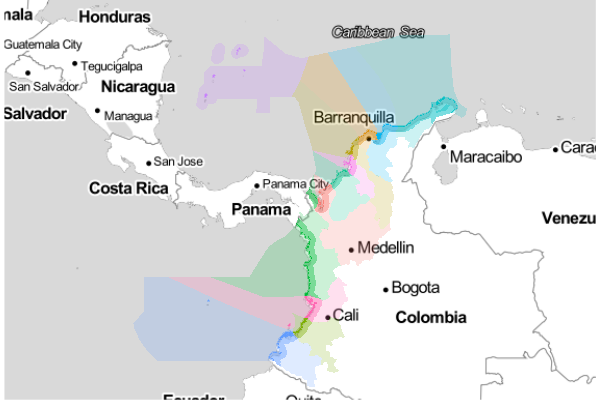 nala
Honduras
Caribbean Sea
Guatemala City
Tegucigalpa
San Salvador
Nicaragua
Salvador
Managua
Barranquilla
San Jose
Maracaibo
Carac
Costa Rica
Panama City
Panama
Venezu
Medellin
Bogota
Cali
Colombia
Ecuador
Quito